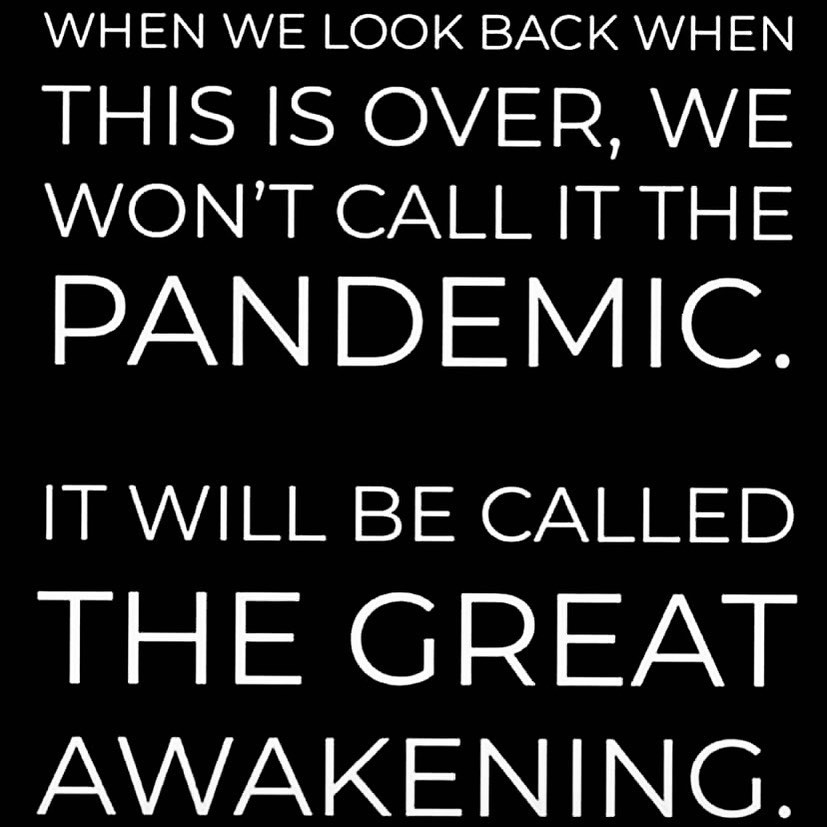 WHEN WE LOOK BACK WHEN
THIS IS OVER, WE
WON'T CALL IT THE
PANDEMIC.
IT WILL BE CALLED
THE GREAT
AWAKENING.